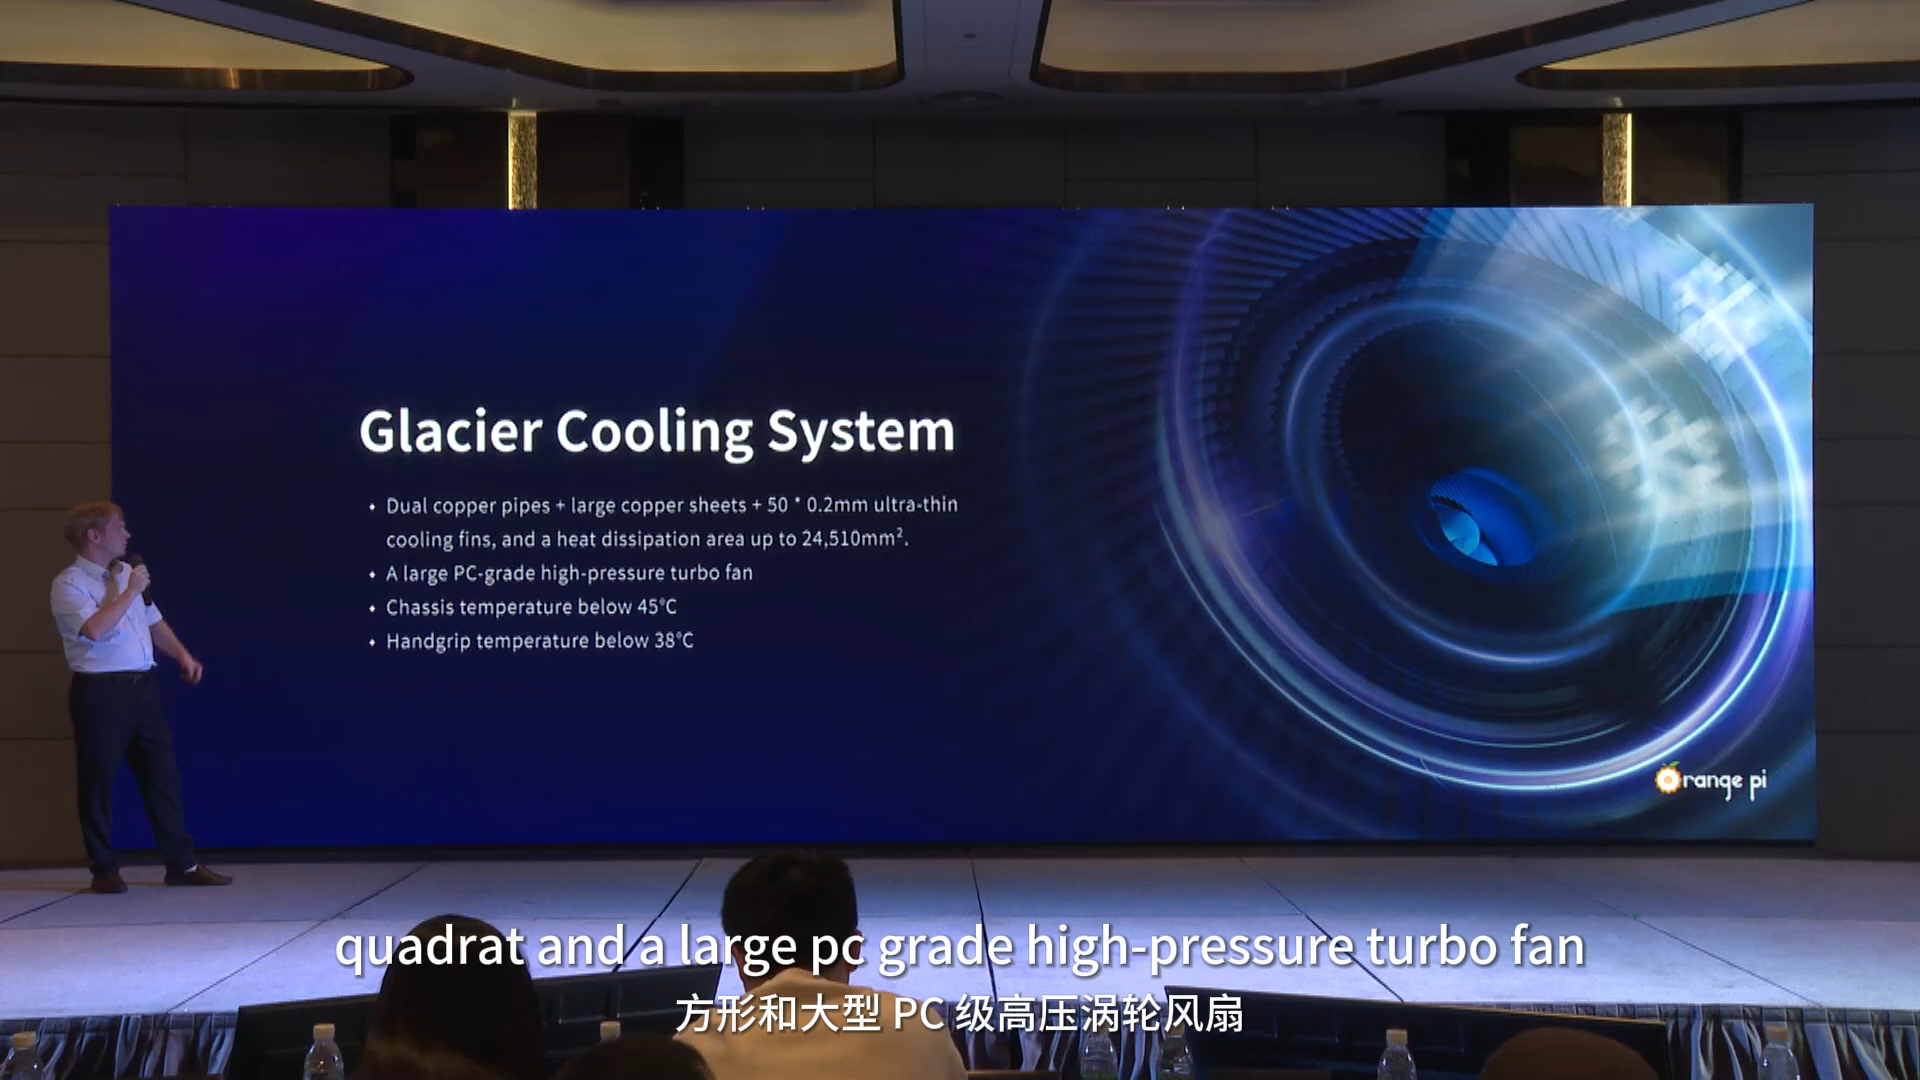 Glacier Cooling System
• Dual copper pipes + large copper sheets + 50 * 0.2mm ultra-thin
cooling fins, and a heat dissipation area up to 24,510mm².
• A large PC-grade high-pressure turbo fan
• Chassis temperature below 45°C
• Handgrip temperature below 38°C
range pi
quadrat and a large pc grade high-pressure turbo fan
方形和大型 PC 级高压涡轮风扇